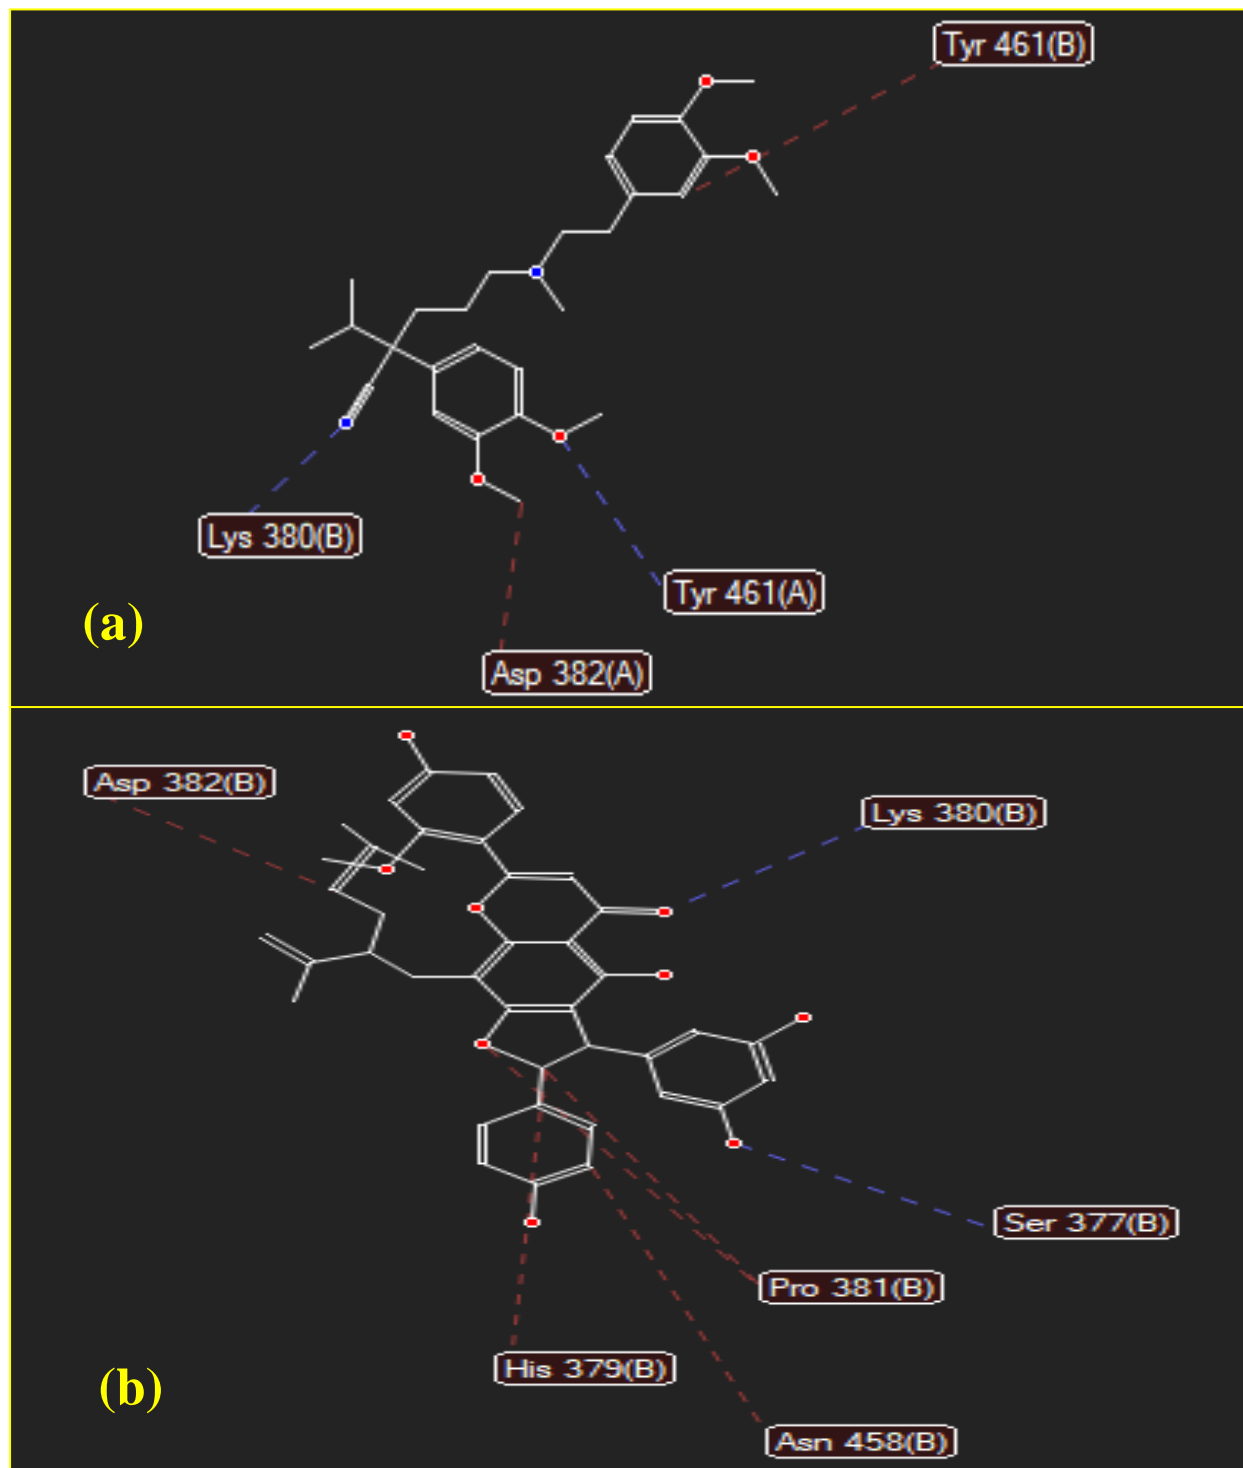 Tyr 461(B)
Lys 380(B)
Tyr 461(A)
(a)
Asp 382(A)
Asp 382(B)
Lys 380(B)
Ser 377(B)
Pro 381(B)
His 379(B)
(b)
Asn 458(B)